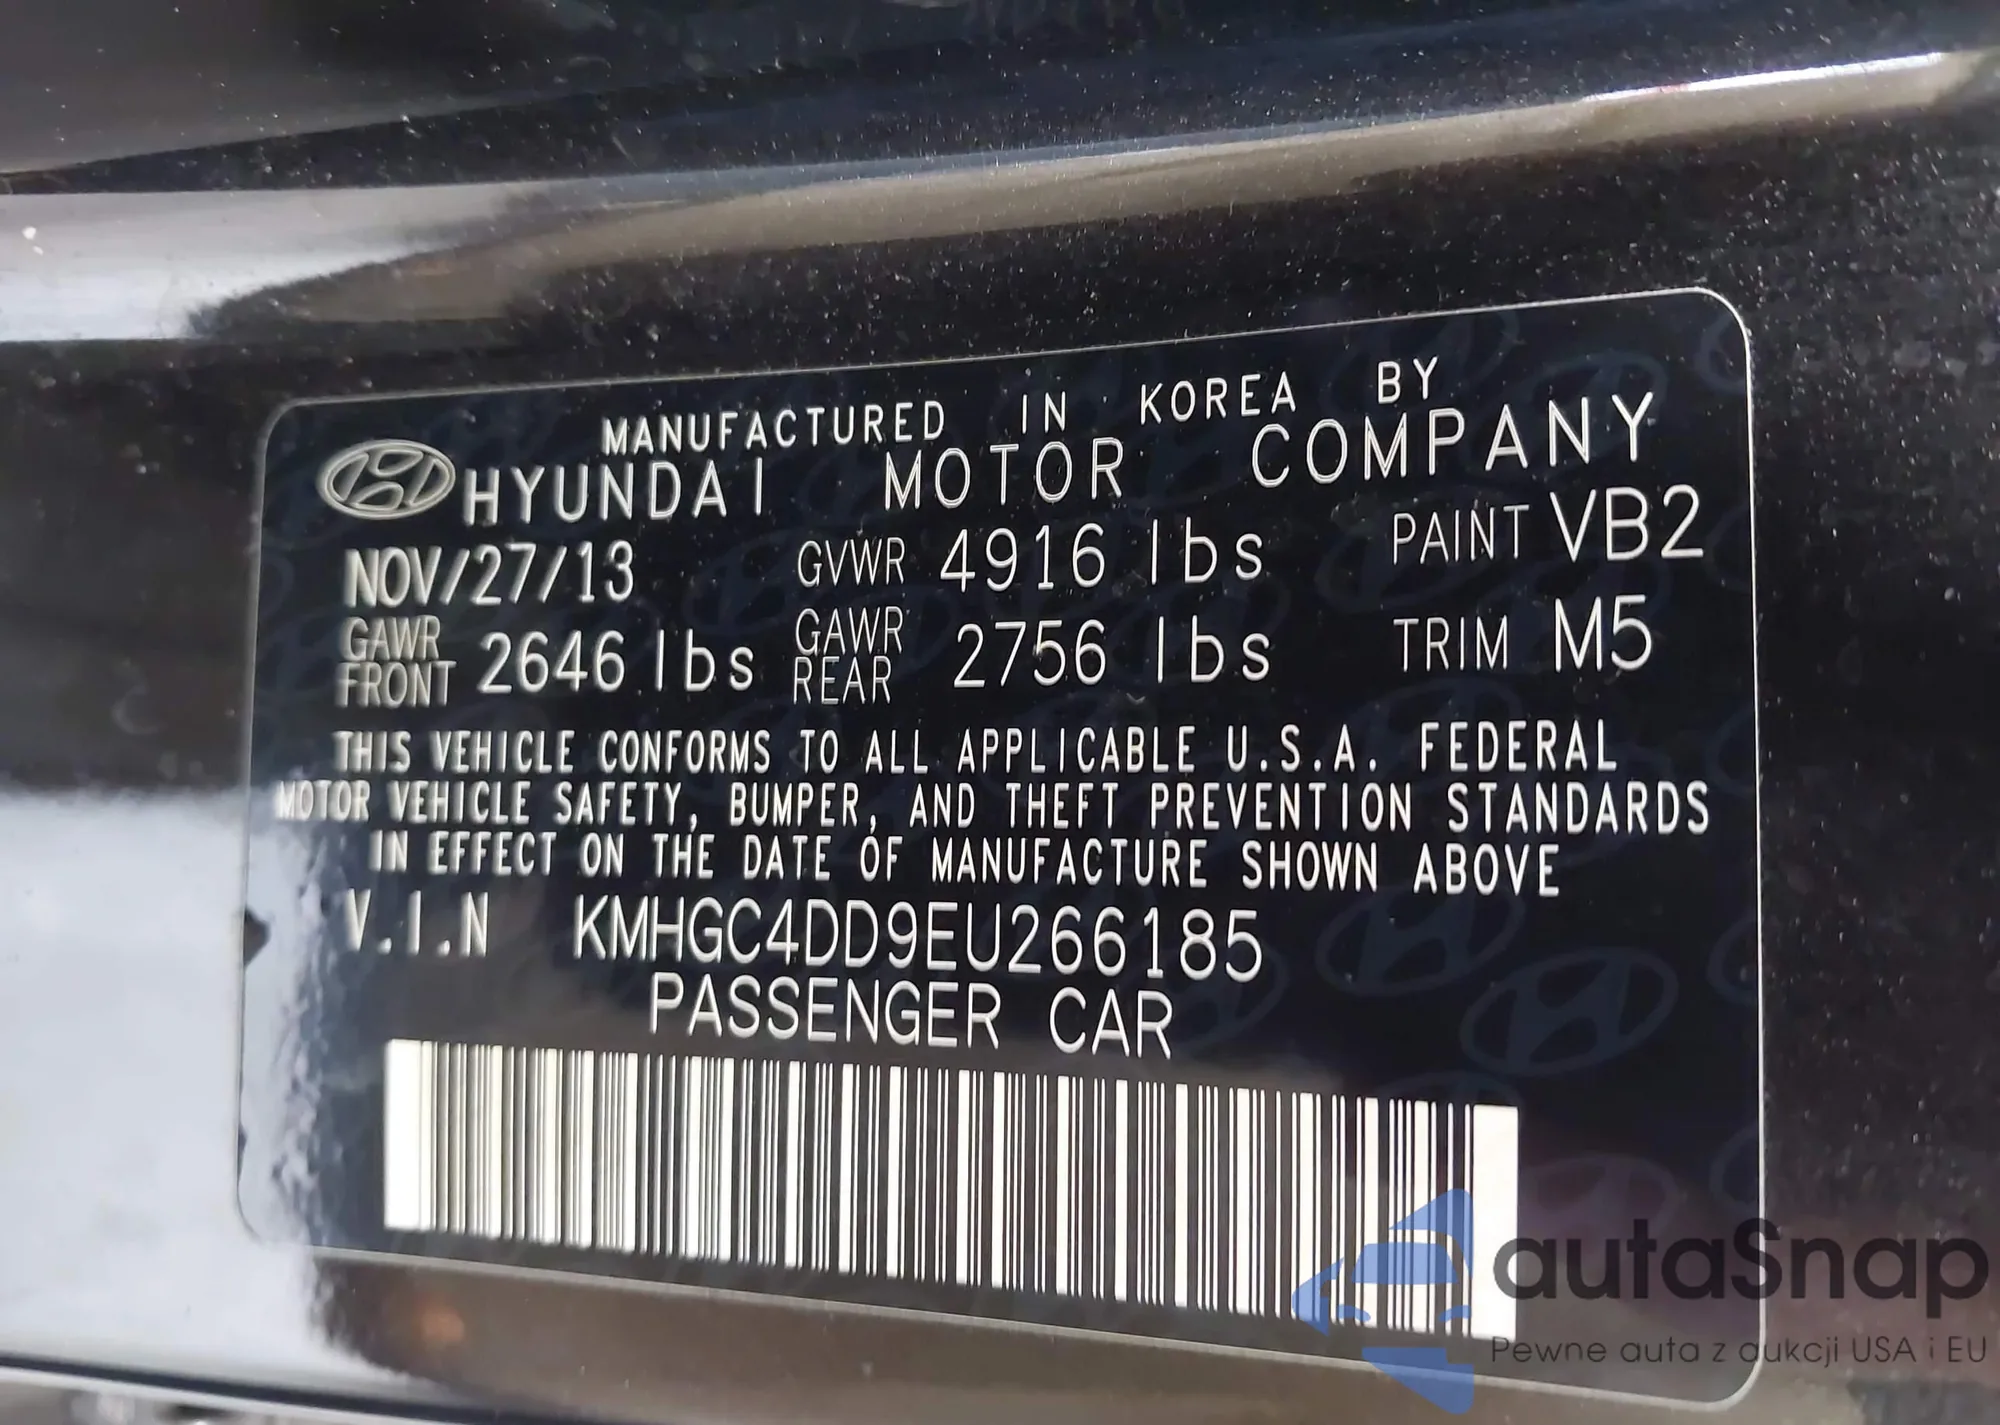 MANUFACTURED IN KOREA BY
HYUNDAI MOTOR COMPANY
NOV/27/13 GVWR 4916 lbs PAINT VB2
GAWR FRONT 2646 lbs GAWR REAR 2756 lbs TRIM M5
THIS VEHICLE CONFORMS TO ALL APPLICABLE U.S.A. FEDERAL
MOTOR VEHICLE SAFETY, BUMPER, AND THEFT PREVENTION STANDARDS
IN EFFECT ON THE DATE OF MANUFACTURE SHOWN ABOVE
V.I.N KMHGC4DD9EU266185
PASSENGER CAR
autaSnap
Pewne auta z aukcji USA i EU